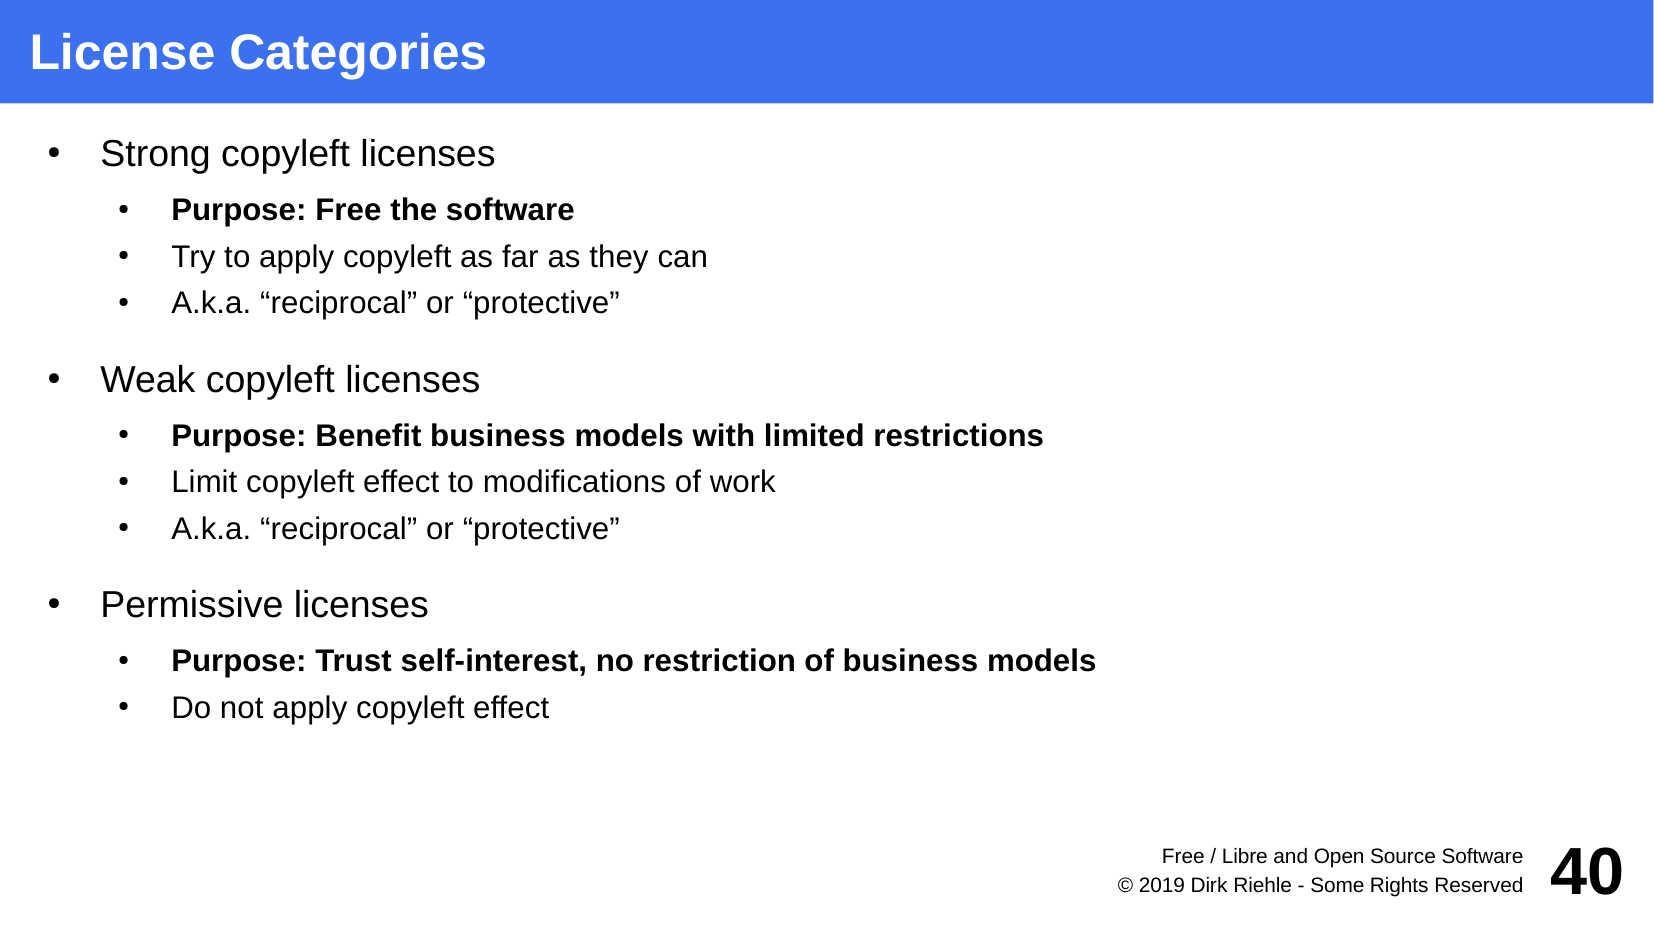 License Categories
• Strong copyleft licenses
• Purpose: Free the software
• Try to apply copyleft as far as they can
• A.k.a. “reciprocal” or “protective”
• Weak copyleft licenses
• Purpose: Benefit business models with limited restrictions
• Limit copyleft effect to modifications of work
• A.k.a. “reciprocal” or “protective”
• Permissive licenses
• Purpose: Trust self-interest, no restriction of business models
• Do not apply copyleft effect
Free / Libre and Open Source Software
© 2019 Dirk Riehle - Some Rights Reserved
40